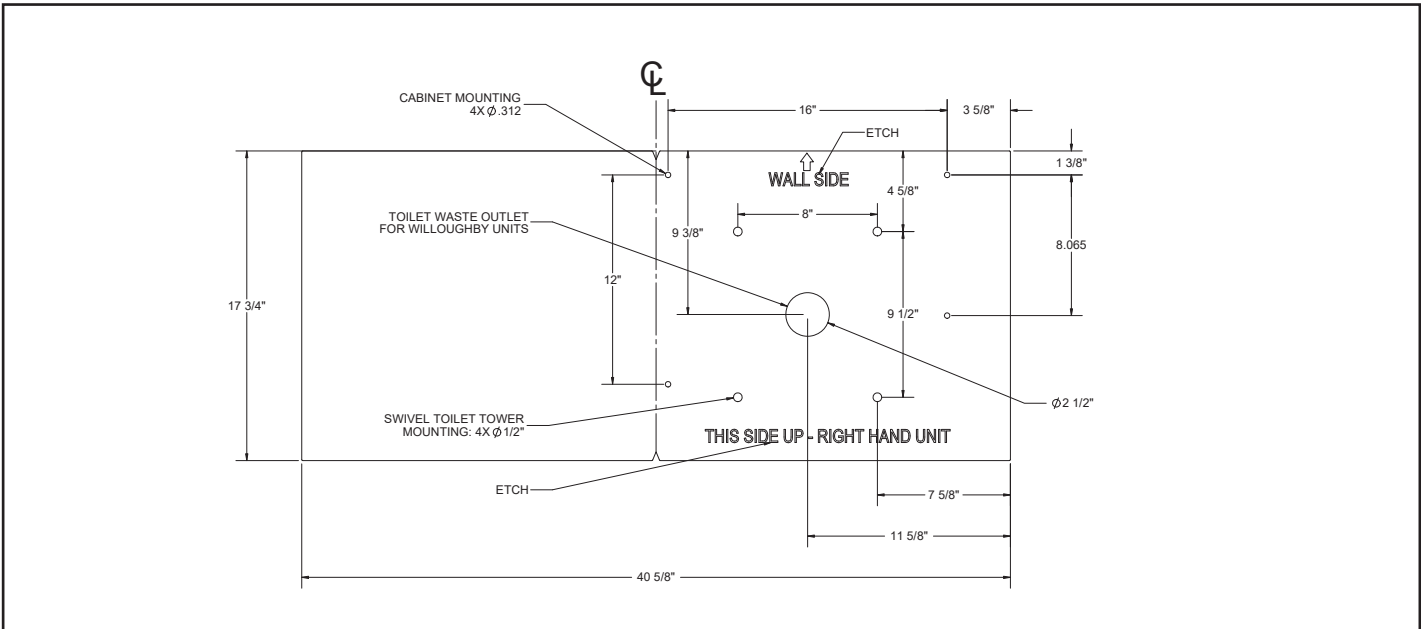 ℄
CABINET MOUNTING
4X Ø.312
16"
3 5/8"
ETCH
1 3/8"
WALL SIDE
4 5/8"
8"
TOILET WASTE OUTLET
FOR WILLOUGHBY UNITS
9 3/8"
8.065
12"
17 3/4"
9 1/2"
Ø2 1/2"
SWIVEL TOILET TOWER
MOUNTING: 4X Ø1/2"
THIS SIDE UP - RIGHT HAND UNIT
ETCH
7 5/8"
11 5/8"
40 5/8"